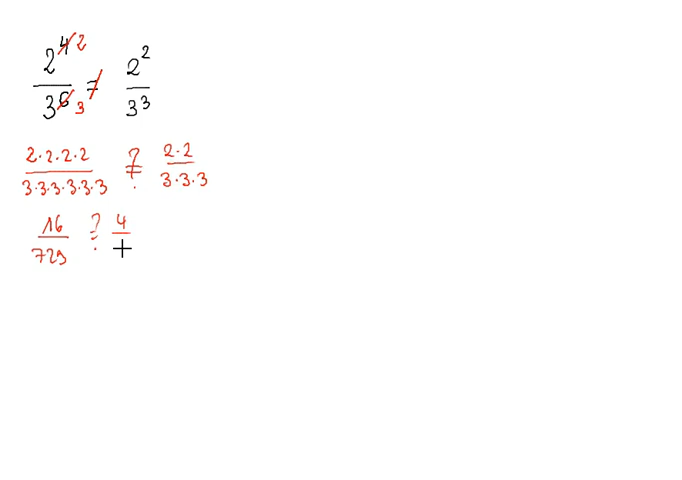 2^4 2 / 3^6 3 ≠ 2^2 / 3^3
2·2·2·2 / 3·3·3·3·3·3 ≟ 2·2 / 3·3·3
16 / 729 ≟ 4 /